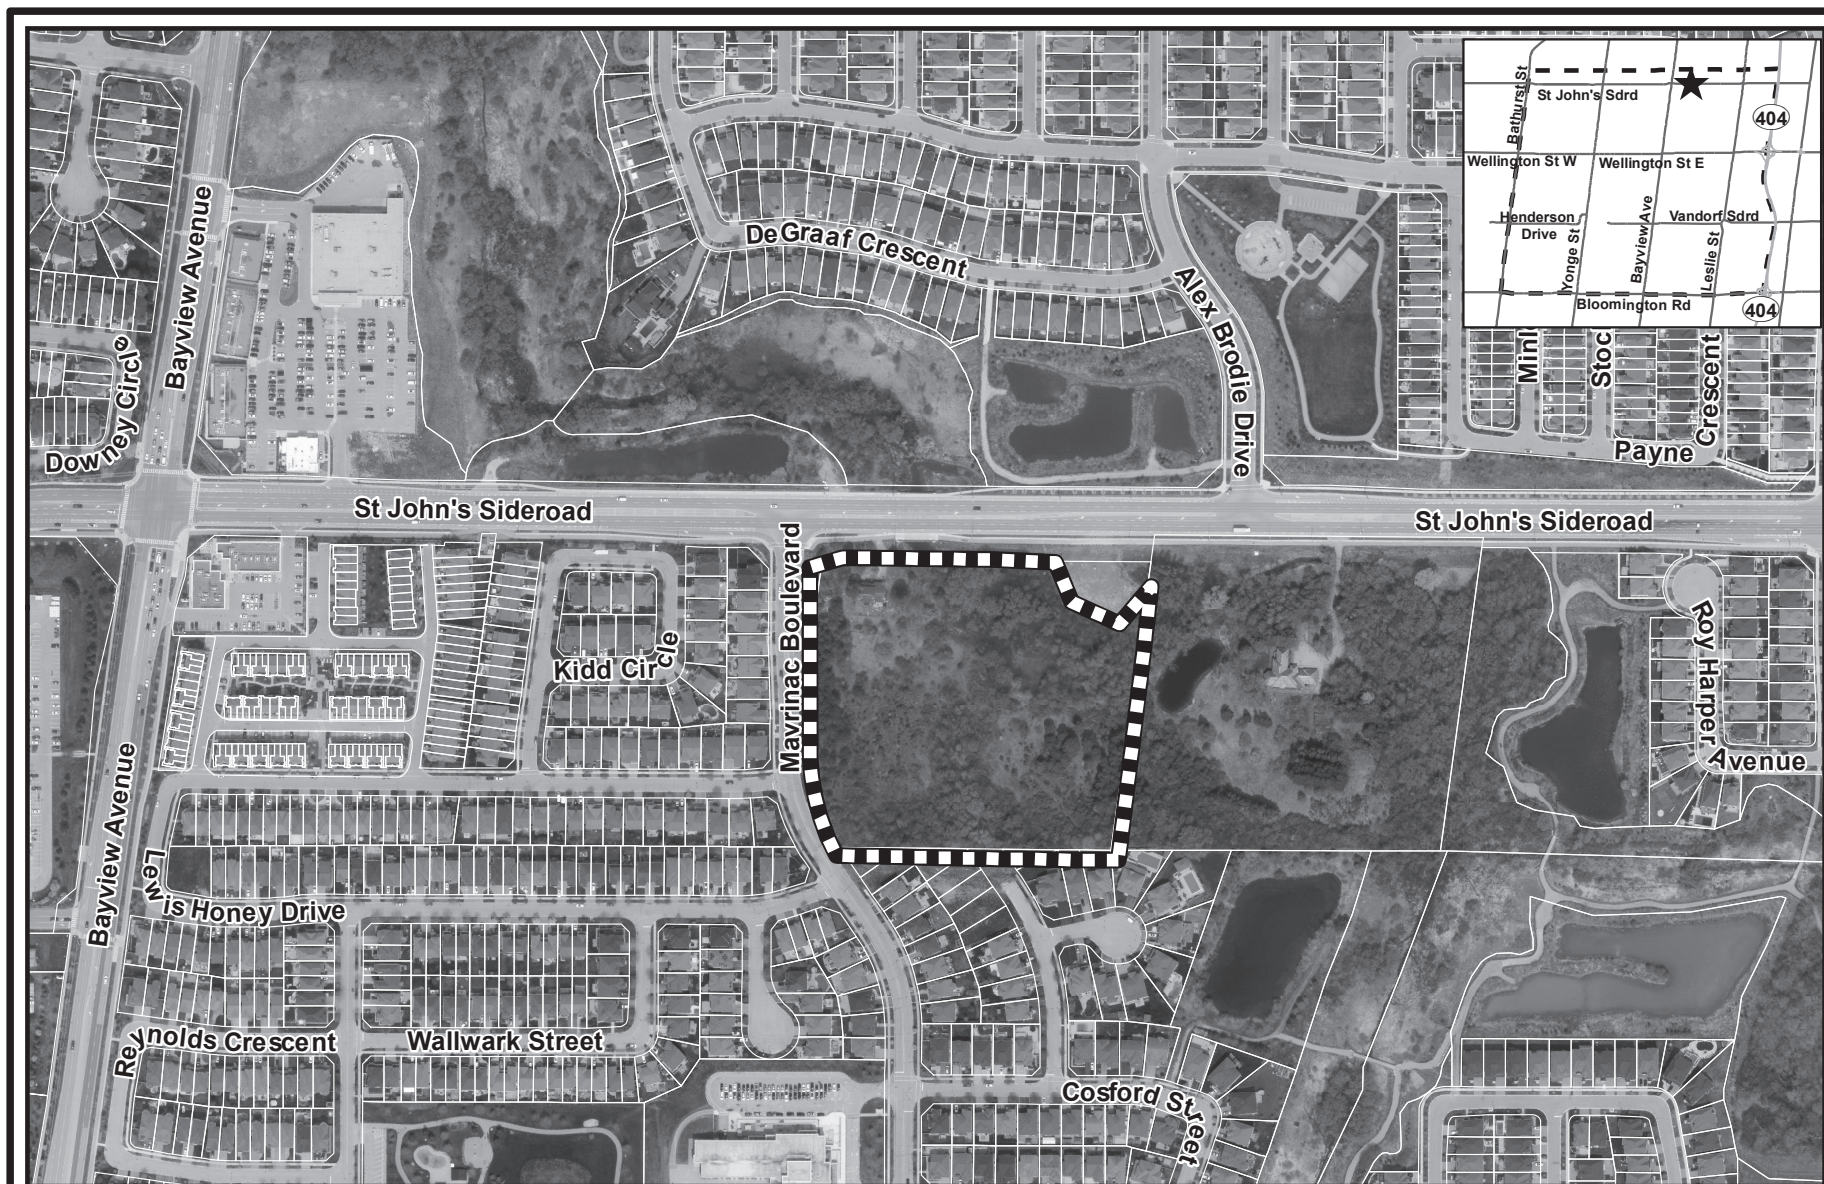 Bathurst St
St John's Sdrd
404
Wellington St W
Wellington St E
Henderson
Drive
Yonge St
Bayview Ave
Vandorf Sdrd
Leslie St
Bloomington Rd
404
Bayview Avenue
DeGraaf Crescent
Alex Brodie Drive
Downey Circle
Payne
Crescent
St John's Sideroad
St John's Sideroad
Mavrinac Boulevard
Kidd Circle
Roy Harper Avenue
Bayview Avenue
Lewis Honey Drive
Reynolds Crescent
Wallwark Street
Cosford Street